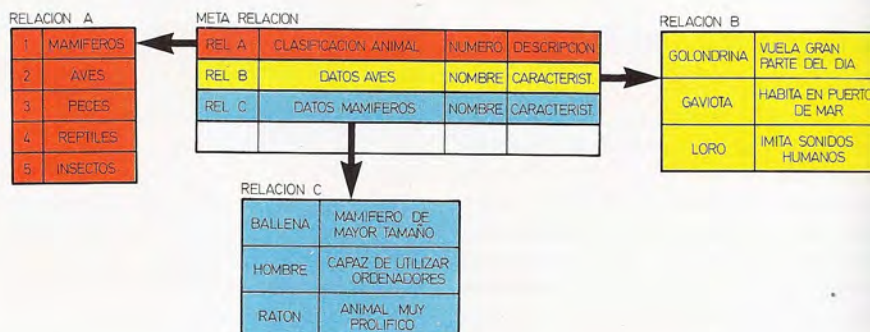 RELACION A
1 MAMIFEROS
2 AVES
3 PECES
4 REPTILES
5 INSECTOS
META RELACION
REL A CLASIFICACION ANIMAL NUMERO DESCRIPCION
REL B DATOS AVES NOMBRE CARACTERIST.
REL C DATOS MAMIFEROS NOMBRE CARACTERIST.
RELACION B
GOLONDRINA VUELA GRAN
PARTE DEL DIA
GAVIOTA HABITA EN PUERTO
DE MAR
LORO IMITA SONIDOS
HUMANOS
RELACION C
BALLENA MAMIFERO DE
MAYOR TAMAÑO
HOMBRE CAPAZ DE UTILIZAR
ORDENADORES
RATON ANIMAL MUY
PROLIFICO